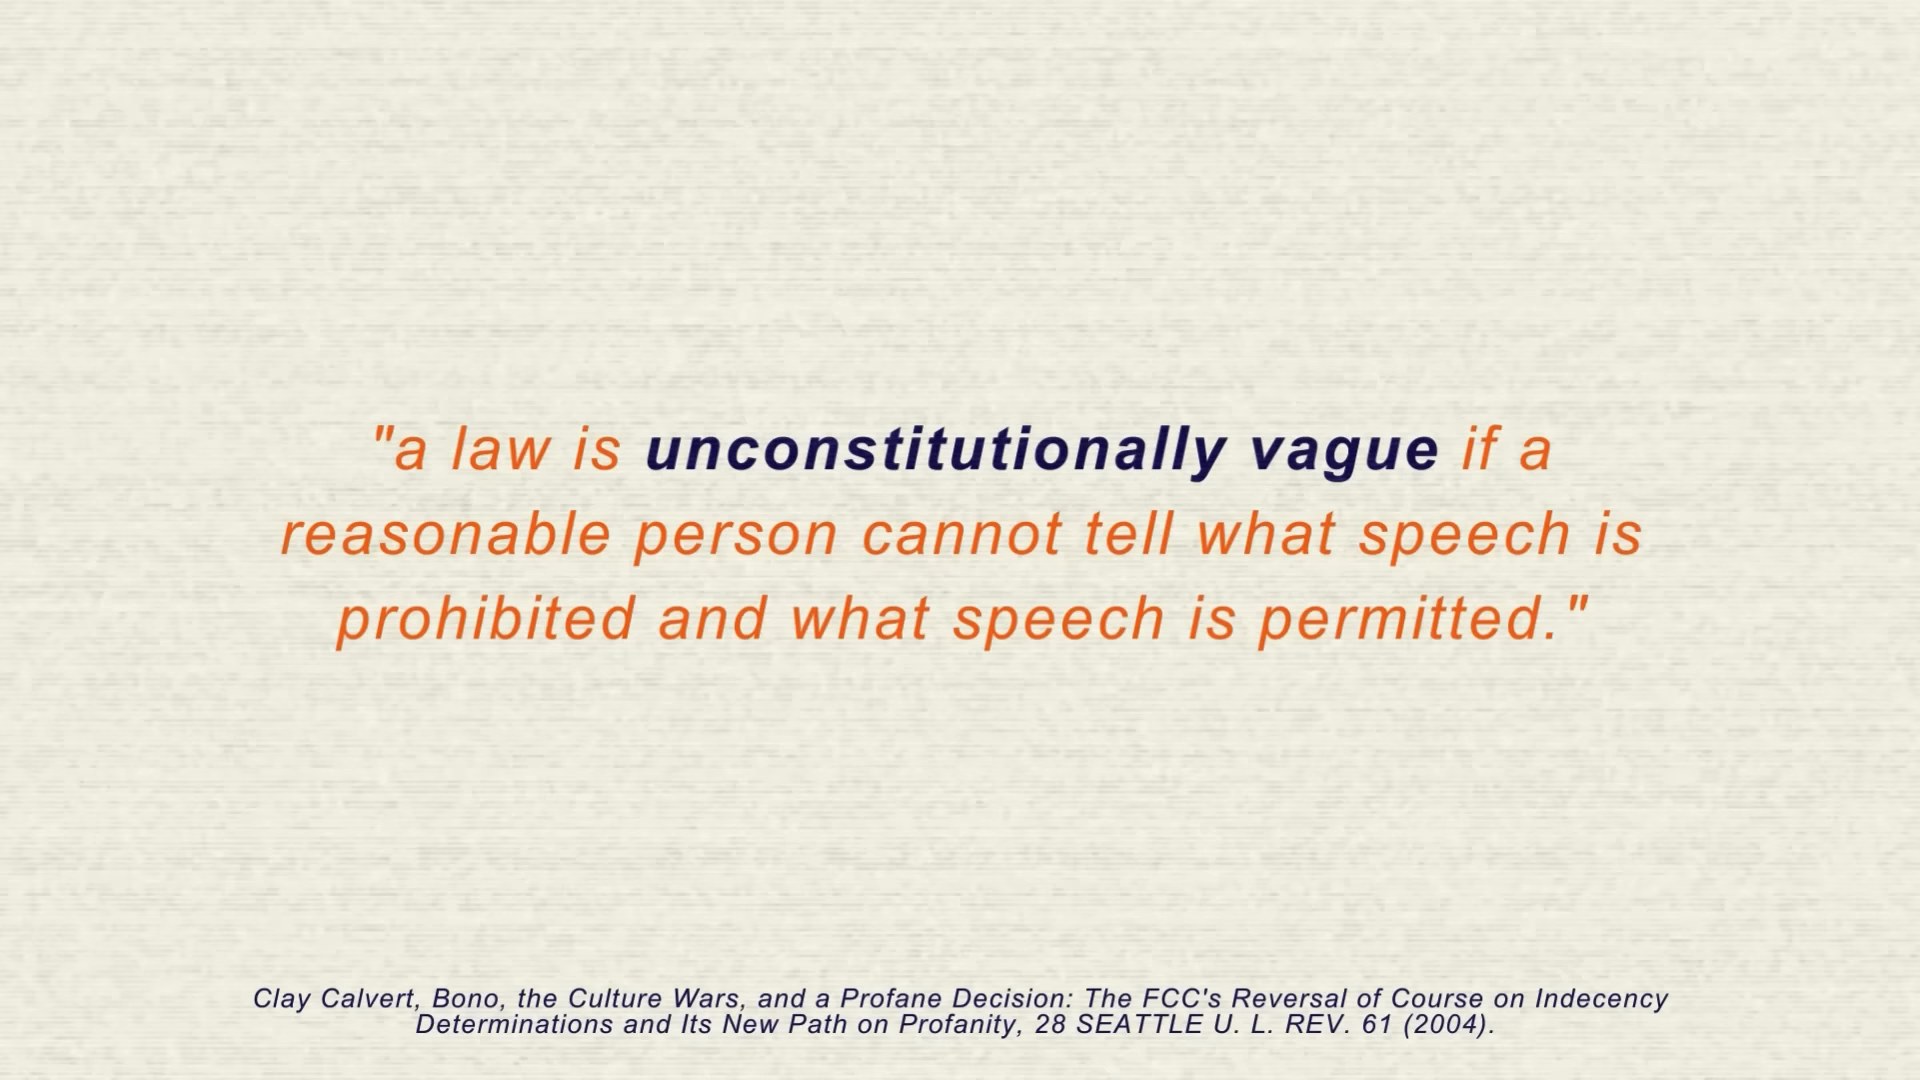 "a law is unconstitutionally vague if a
reasonable person cannot tell what speech is
prohibited and what speech is permitted."
Clay Calvert, Bono, the Culture Wars, and a Profane Decision: The FCC's Reversal of Course on Indecency
Determinations and Its New Path on Profanity, 28 SEATTLE U. L. REV. 61 (2004).